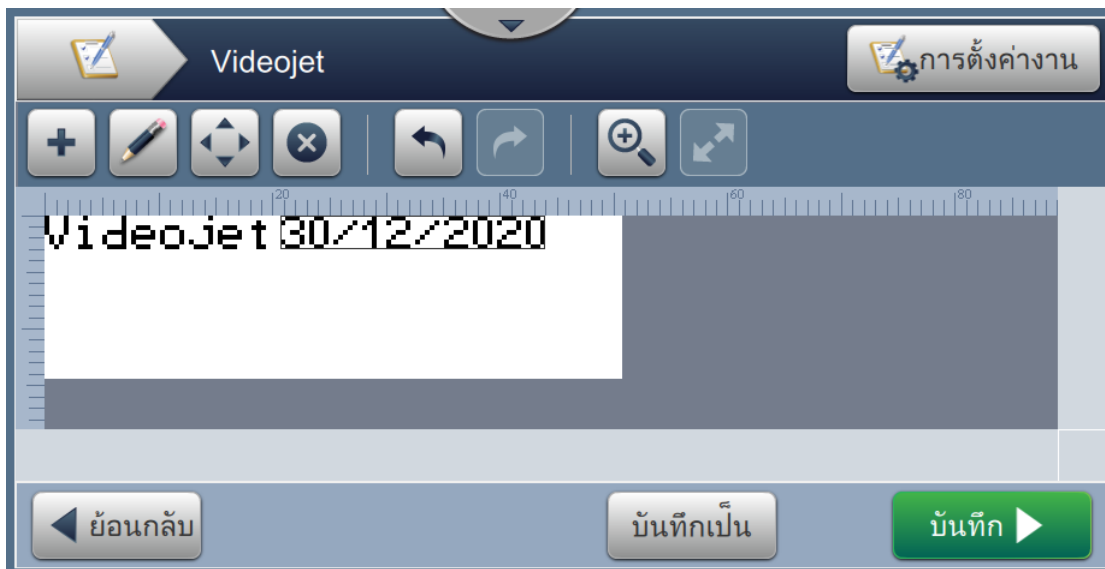 Videojet
การตั้งค่างาน
20 40 60 80
Videojet 30/12/2020
ย้อนกลับ
บันทึกเป็น
บันทึก